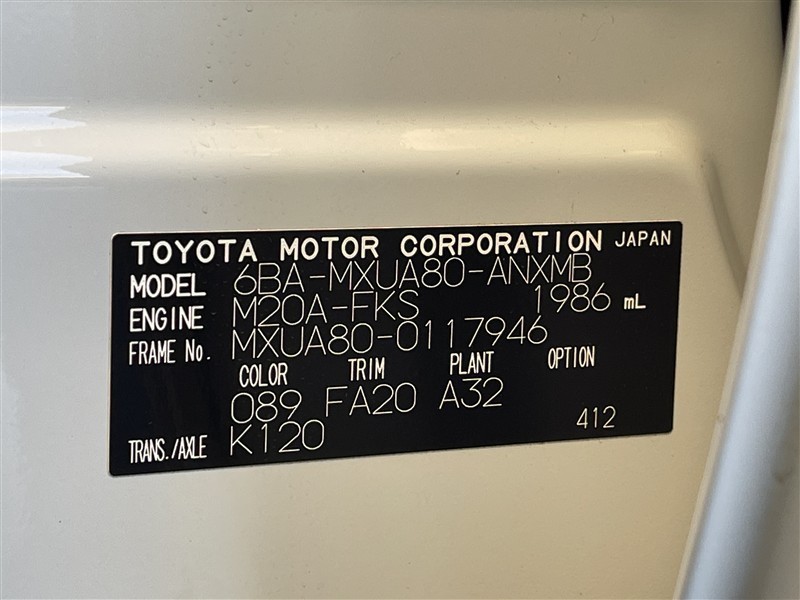 TOYOTA MOTOR CORPORATION JAPAN
MODEL 6BA-MXUA80-ANXMB
ENGINE M20A-FKS 1986 mL
FRAME No. MXUA80-0117946
COLOR TRIM PLANT OPTION
089 FA20 A32
TRANS./AXLE K120 412